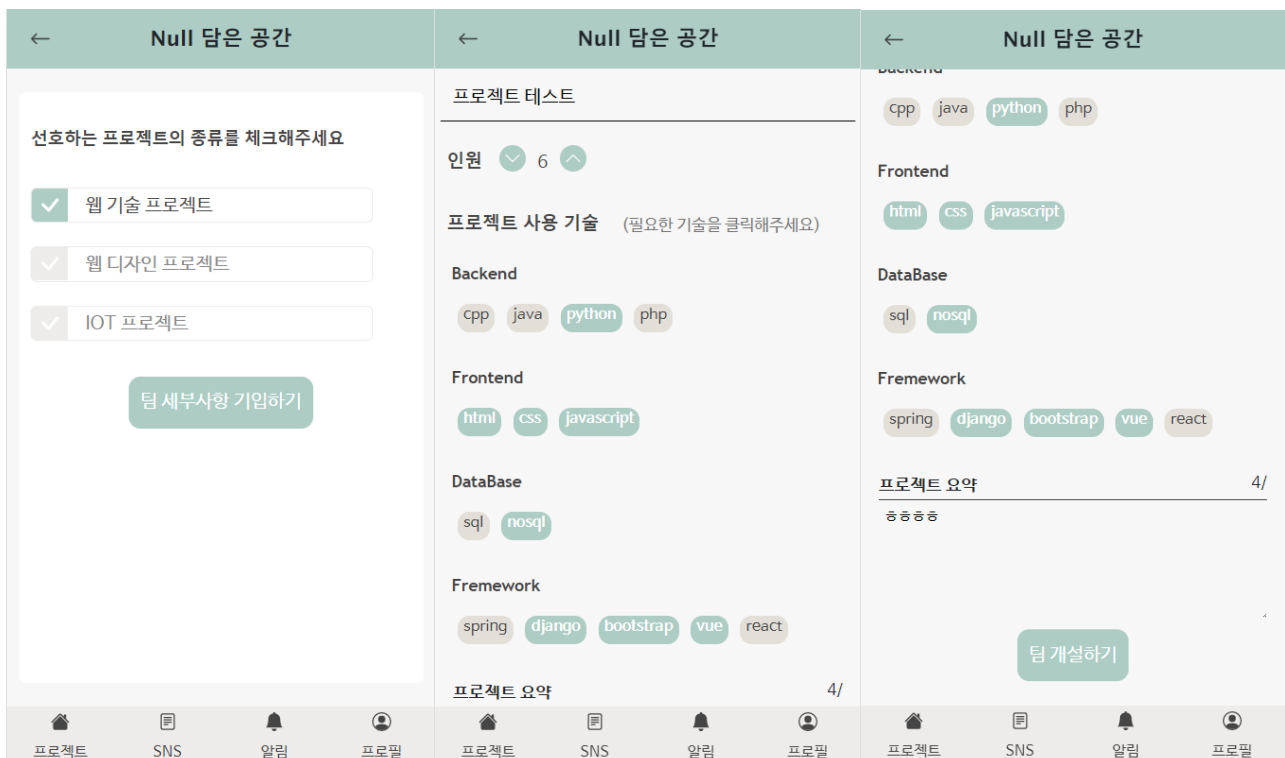 ← Null 담은 공간
선호하는 프로젝트의 종류를 체크해주세요
웹 기술 프로젝트
웹 디자인 프로젝트
IOT 프로젝트
팀 세부사항 기입하기
프로젝트 SNS 알림 프로필
← Null 담은 공간
프로젝트 테스트
인원 6
프로젝트 사용 기술 (필요한 기술을 클릭해주세요)
Backend
cpp java python php
Frontend
html css javascript
DataBase
sql nosql
Fremework
spring django bootstrap vue react
프로젝트 요약 4/
프로젝트 SNS 알림 프로필
← Null 담은 공간
Backend
cpp java python php
Frontend
html css javascript
DataBase
sql nosql
Fremework
spring django bootstrap vue react
프로젝트 요약 4/
ㅎㅎㅎㅎ
팀 개설하기
프로젝트 SNS 알림 프로필